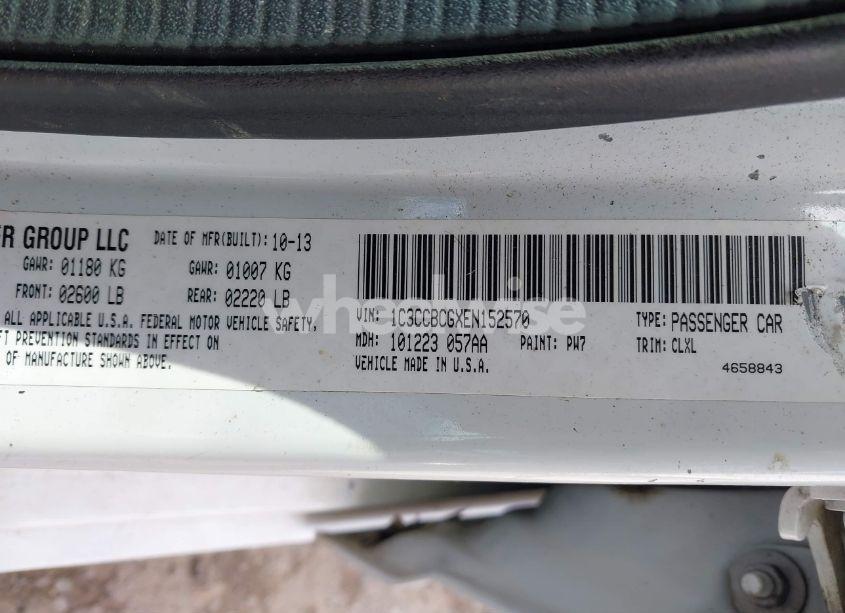 ER GROUP LLC
DATE OF MFR(BUILT): 10-13
GAWR: 01180 KG
GAWR: 01007 KG
FRONT: 02600 LB
REAR: 02220 LB
ALL APPLICABLE U.S.A. FEDERAL MOTOR VEHICLE SAFETY,
FT PREVENTION STANDARDS IN EFFECT ON
OF MANUFACTURE SHOWN ABOVE
VIN: 1C3CCBCGXEN152570
TYPE: PASSENGER CAR
MDH: 101223 057AA
PAINT: PW7
TRIM: CLXL
VEHICLE MADE IN U.S.A.
4658843
wheelwise